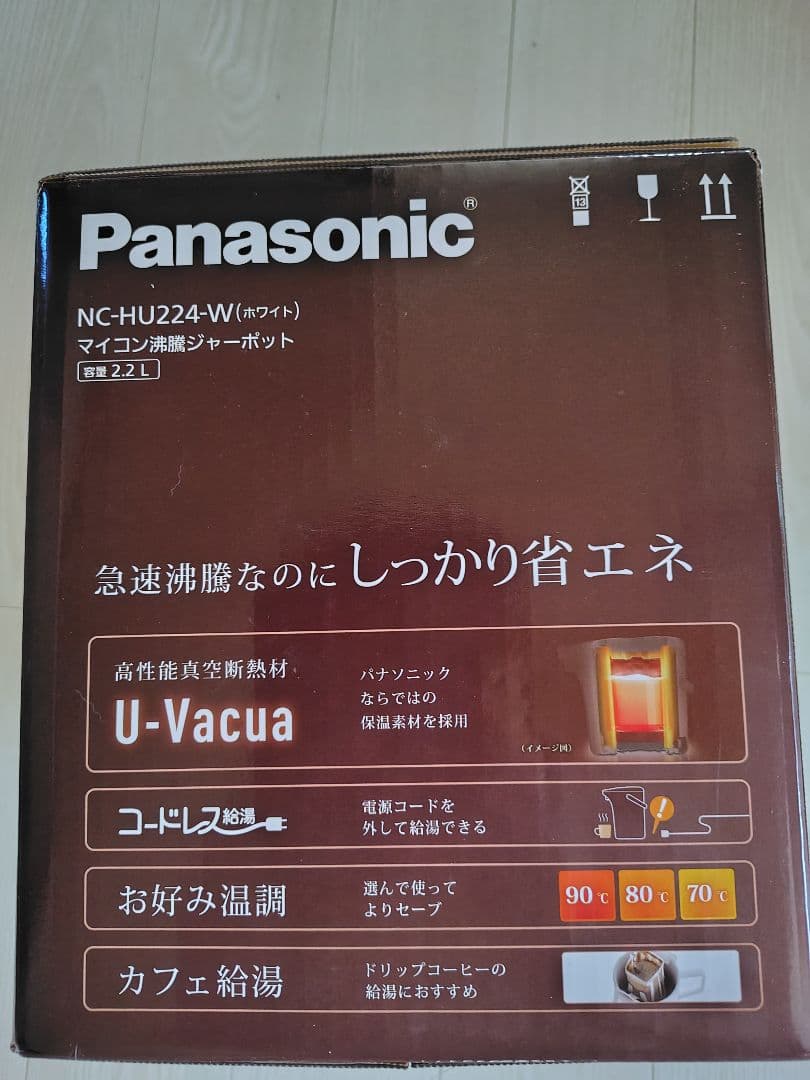 Panasonic®
13
NC-HU224-W(ホワイト)
マイコン沸騰ジャーポット
容量 2.2 L
急速沸騰なのにしっかり省エネ
高性能真空断熱材
U-Vacua
パナソニック
ならではの
保温素材を採用
(イメージ図)
コードレス給湯
電源コードを
外して給湯できる
お好み温調
選んで使って
よりセーブ
90℃ 80℃ 70℃
カフェ給湯
ドリップコーヒーの
給湯におすすめ